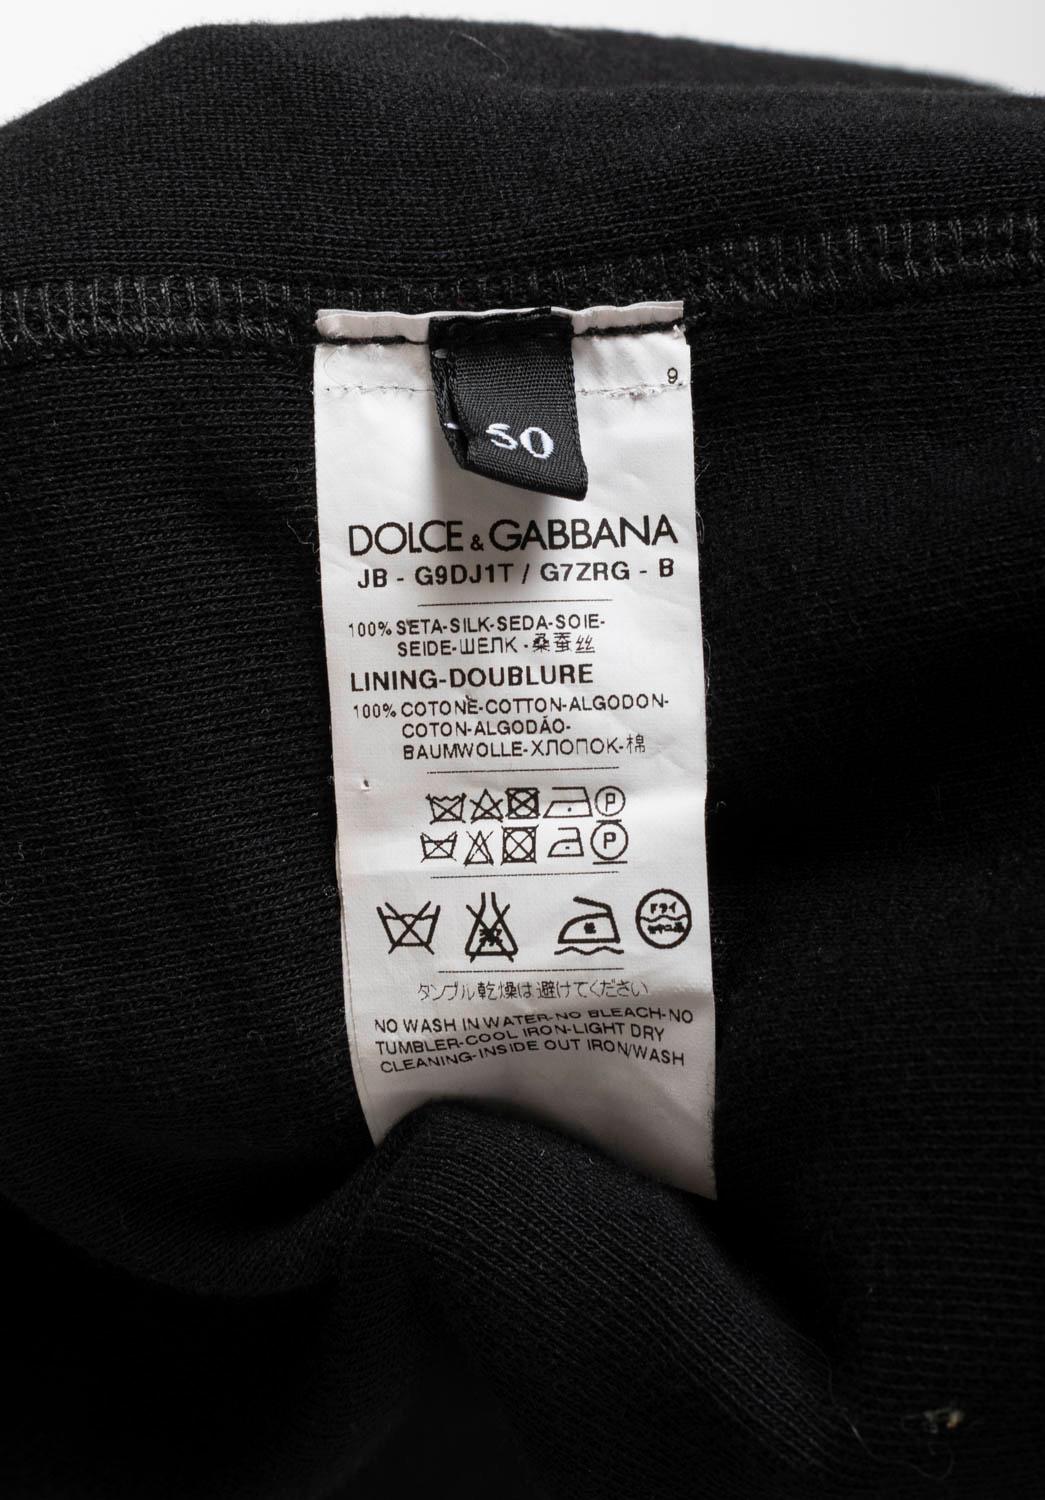 9
50
DOLCE & GABBANA
JB - G9DJ1T / G7ZRG - B
100% SETA-SILK-SEDA-SOIE-
SEIDE-ШЕЛК-桑蚕丝
LINING-DOUBLURE
100% COTONE-COTTON-ALGODON-
COTON-ALGODÃO-
BAUMWOLLE-ХЛОПОК-棉
P
P
ドライ
タンブル乾燥は避けてください
NO WASH IN WATER-NO BLEACH-NO
TUMBLER-COOL IRON-LIGHT DRY
CLEANING-INSIDE OUT IRON/WASH